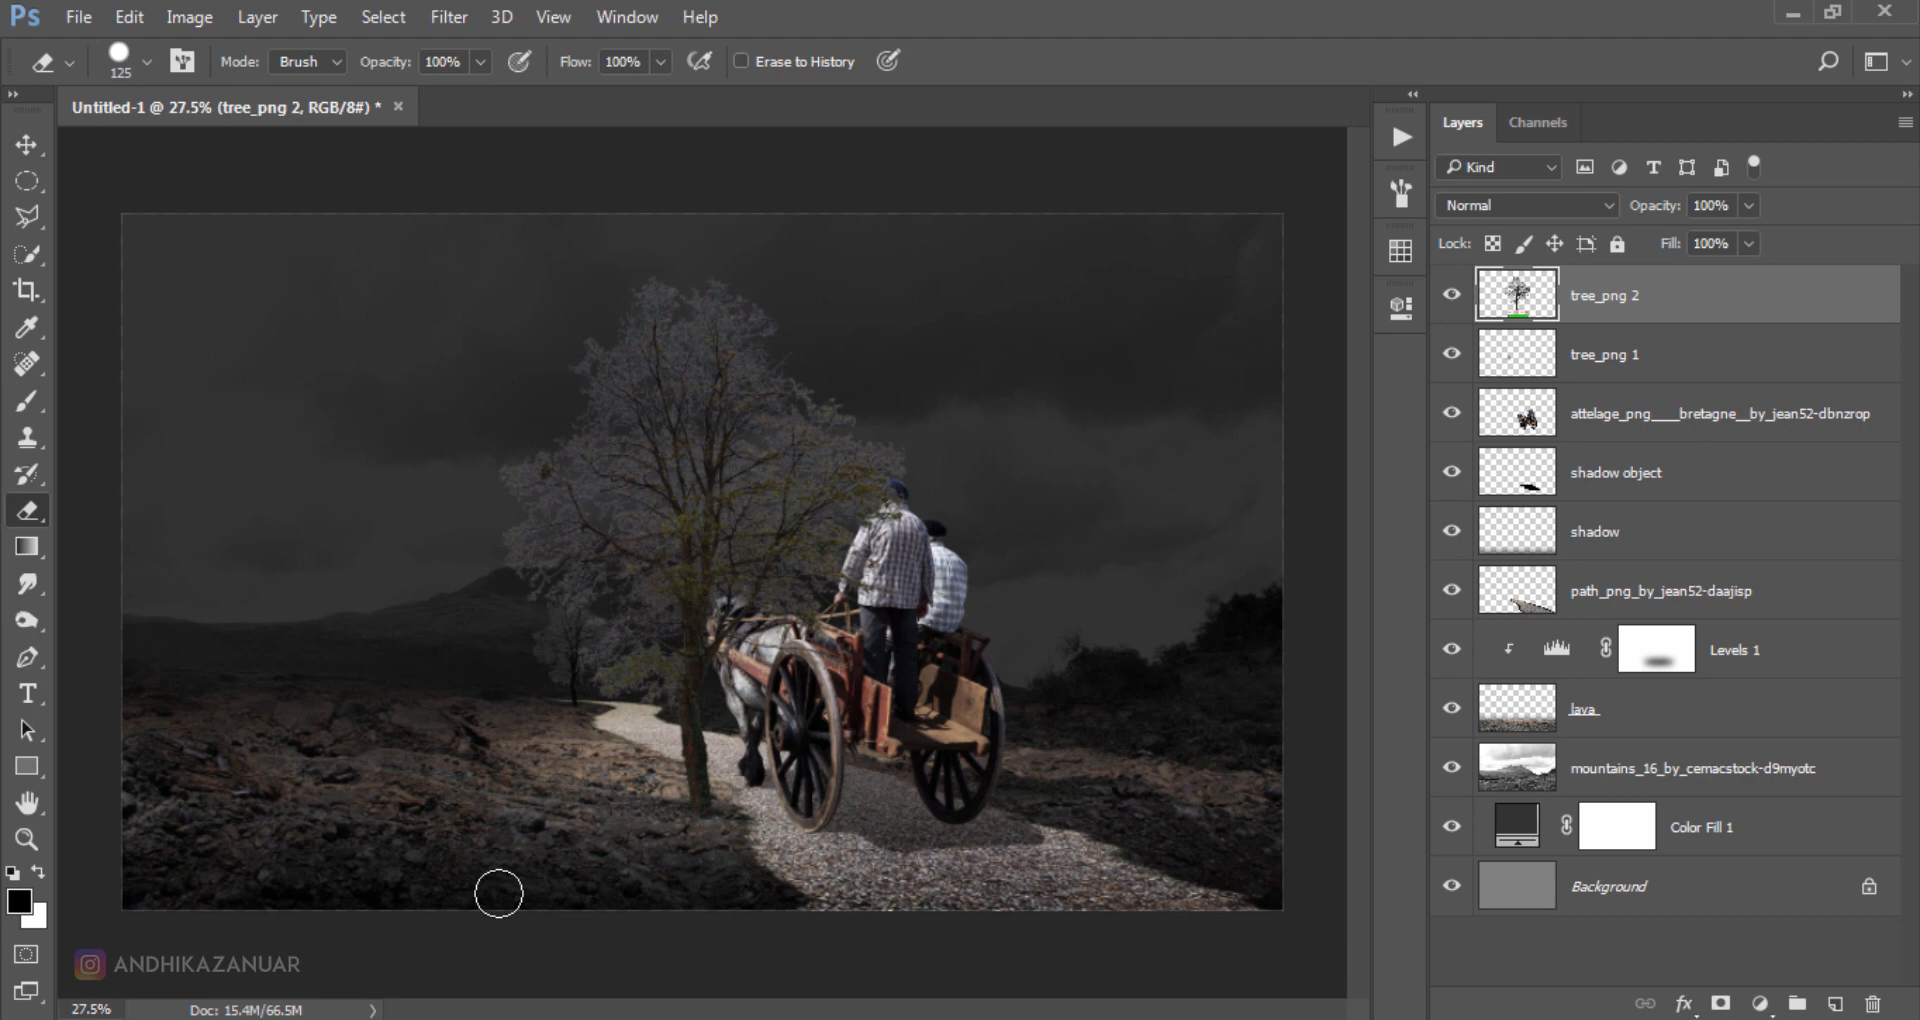 Ps File Edit Image Layer Type Select Filter 3D View Window Help
125 Mode: Brush Opacity: 100% Flow: 100% Erase to History
Untitled-1 @ 27.5% (tree_png 2, RGB/8#) *
Layers Channels
Kind
Normal Opacity: 100%
Lock: Fill: 100%
tree_png 2
tree_png 1
attelage_png____bretagne__by_jean52-dbnzrop
shadow object
shadow
path_png_by_jean52-daajisp
Levels 1
lava
mountains_16_by_cemacstock-d9myotc
Color Fill 1
Background
ANDHIKAZANUAR
27.5% Doc: 15.4M/66.5M
fx